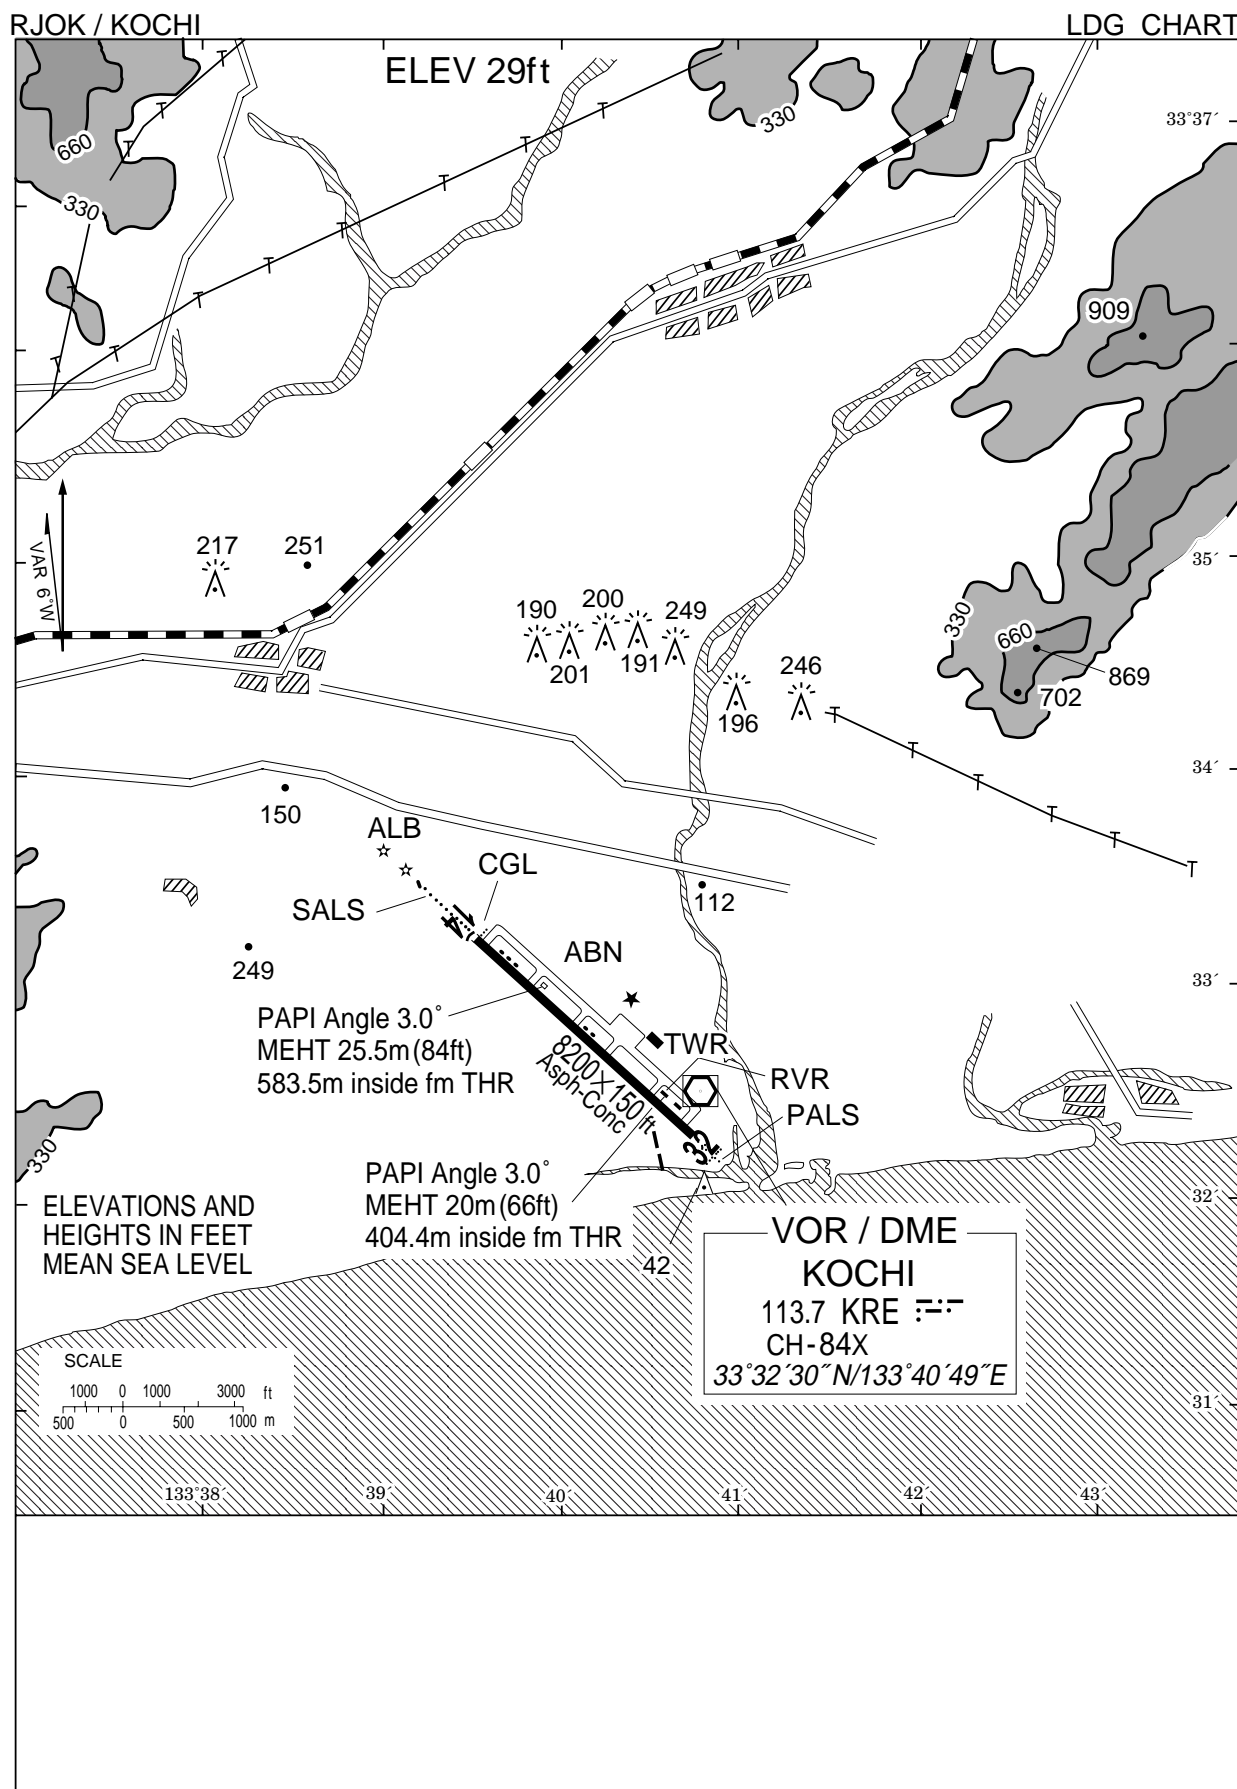 RJOK / KOCHI
LDG CHART
ELEV 29ft
33°37´
330
660
330
909
VAR 6°W
217
251
35´
190
200
249
201
191
330
660
246
196
869
702
34´
150
ALB
CGL
112
SALS
ABN
249
33´
PAPI Angle 3.0°
MEHT 25.5m (84ft)
583.5m inside fm THR
TWR
8200×150 ft
Asph-Conc
RVR
PALS
14
32
330
PAPI Angle 3.0°
MEHT 20m (66ft)
404.4m inside fm THR
32´
ELEVATIONS AND
HEIGHTS IN FEET
MEAN SEA LEVEL
42
VOR / DME
KOCHI
113.7 KRE
CH-84X
33°32´30˝N/133°40´49˝E
SCALE
1000 0 1000 3000 ft
500 0 500 1000 m
31´
133°38´
39´
40´
41´
42´
43´